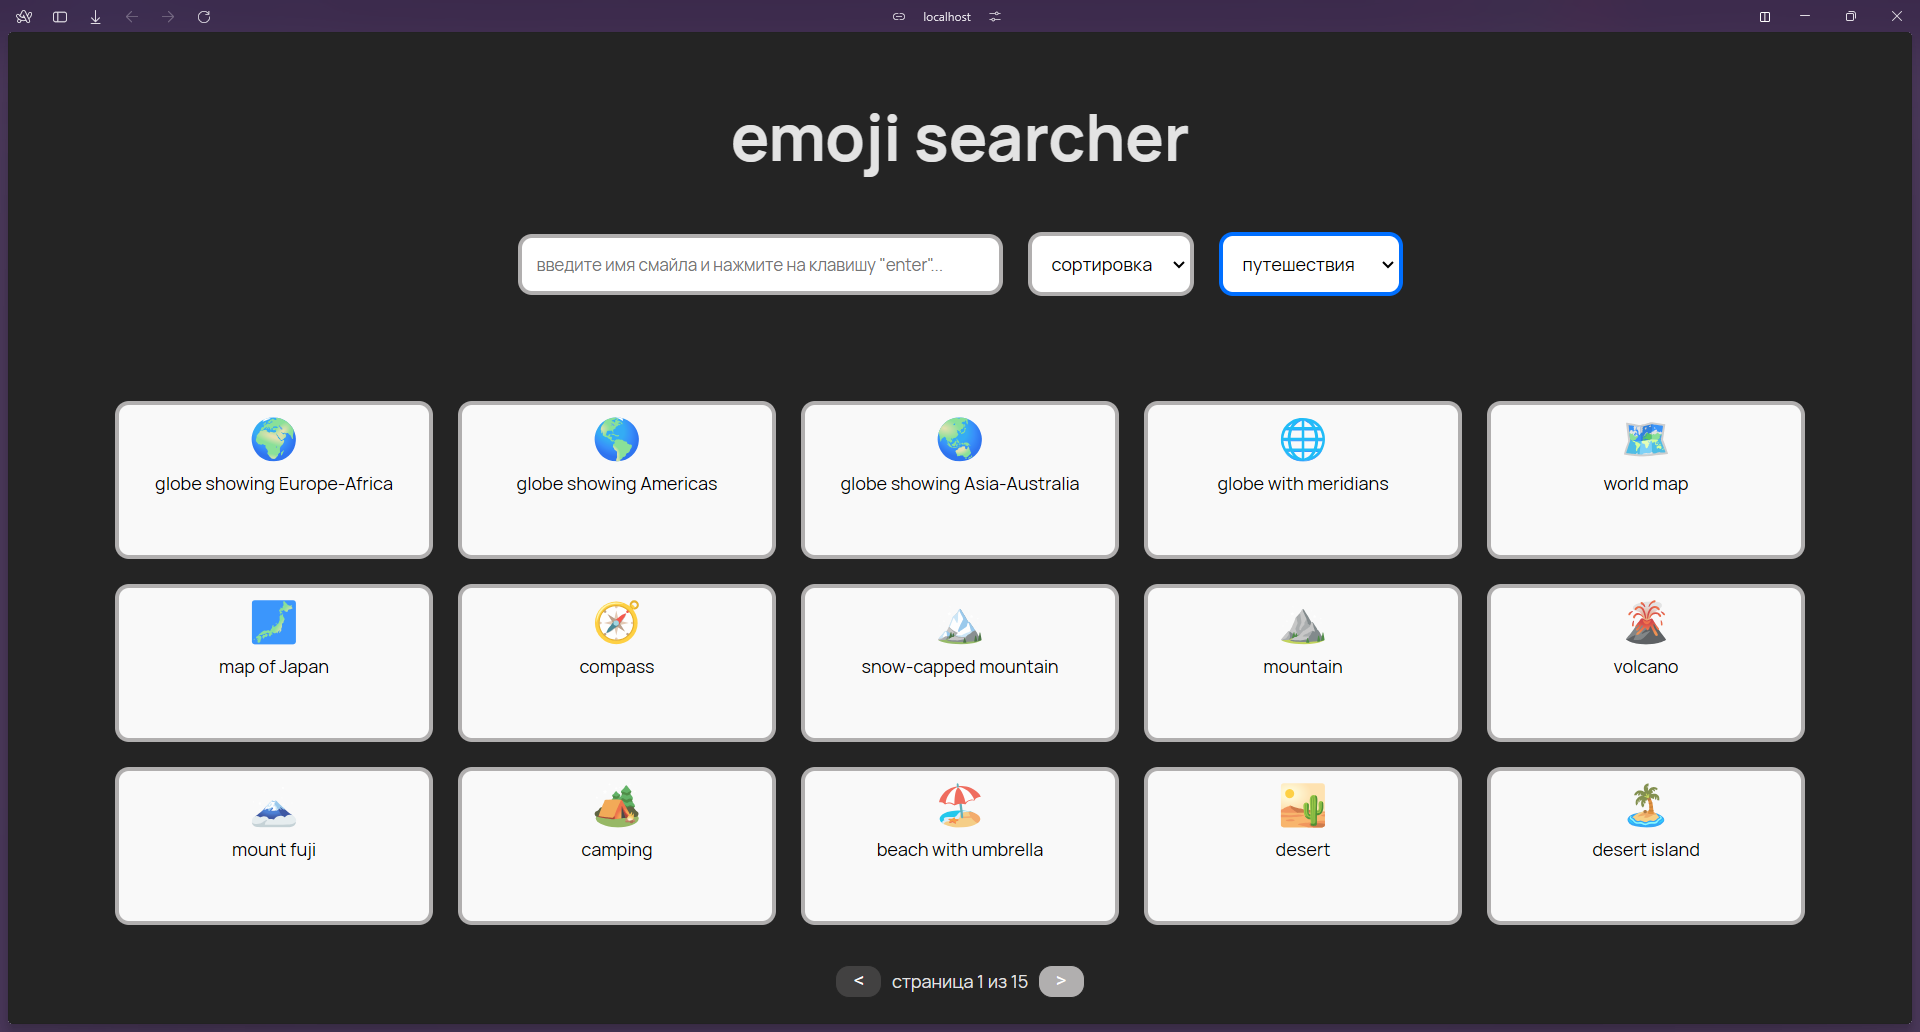 localhost
emoji searcher
введите имя смайла и нажмите на клавишу "enter"...
сортировка
путешествия
globe showing Europe-Africa
globe showing Americas
globe showing Asia-Australia
globe with meridians
world map
map of Japan
compass
snow-capped mountain
mountain
volcano
mount fuji
camping
beach with umbrella
desert
desert island
< страница 1 из 15 >